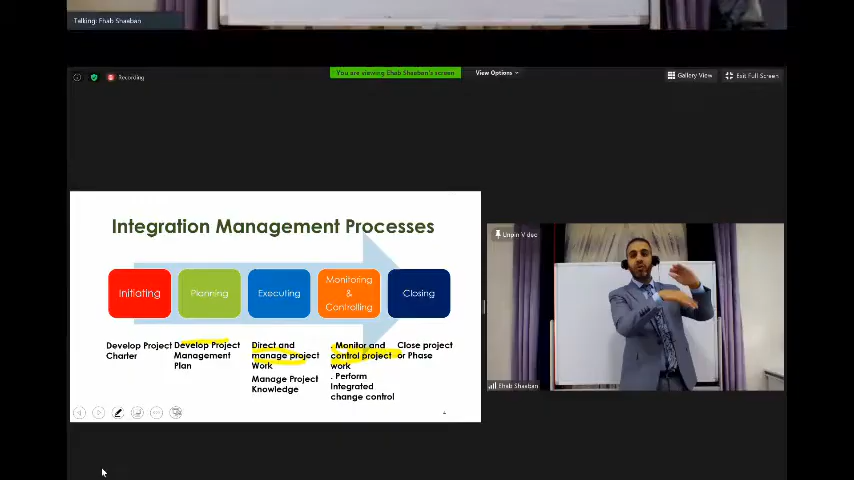 Talking: Ehab Shaaban
Recording
You are viewing Ehab Shaaban's screen
View Options
Gallery View
Exit Full Screen
Integration Management Processes
Initiating
Planning
Executing
Monitoring
&
Controlling
Closing
Develop Project
Charter
Develop Project
Management
Plan
Direct and
manage project
Work
Manage Project
Knowledge
. Monitor and
control project
work
. Perform
Integrated
change control
Close project
or Phase
4
Unpin Video
Ehab Shaaban